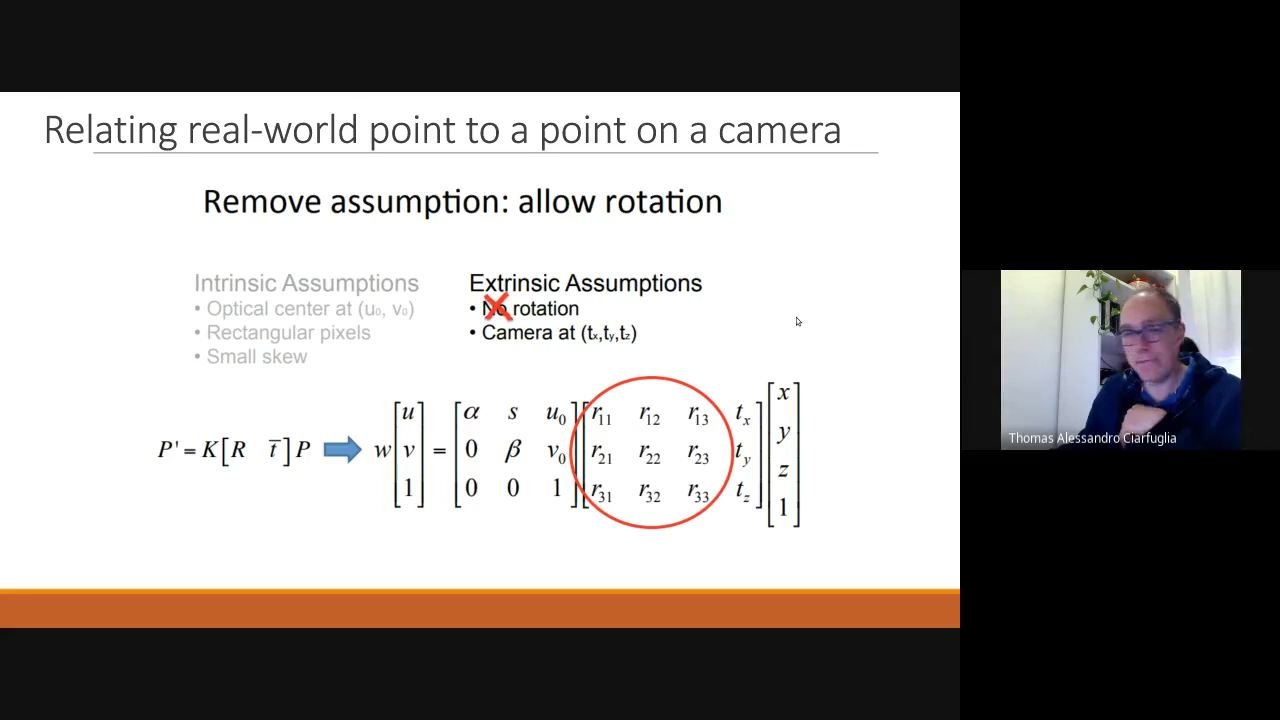 Relating real-world point to a point on a camera
Remove assumption: allow rotation
Intrinsic Assumptions
• Optical center at (u₀, v₀)
• Rectangular pixels
• Small skew
Extrinsic Assumptions
• No rotation
• Camera at (tₓ,tᵧ,t_z)
P' = K[R t̅]P
w [u v 1] = [α s u₀; 0 β v₀; 0 0 1] [r₁₁ r₁₂ r₁₃ tₓ; r₂₁ r₂₂ r₂₃ t_y; r₃₁ r₃₂ r₃₃ t_z] [x y z 1]
Thomas Alessandro Ciarfuglia